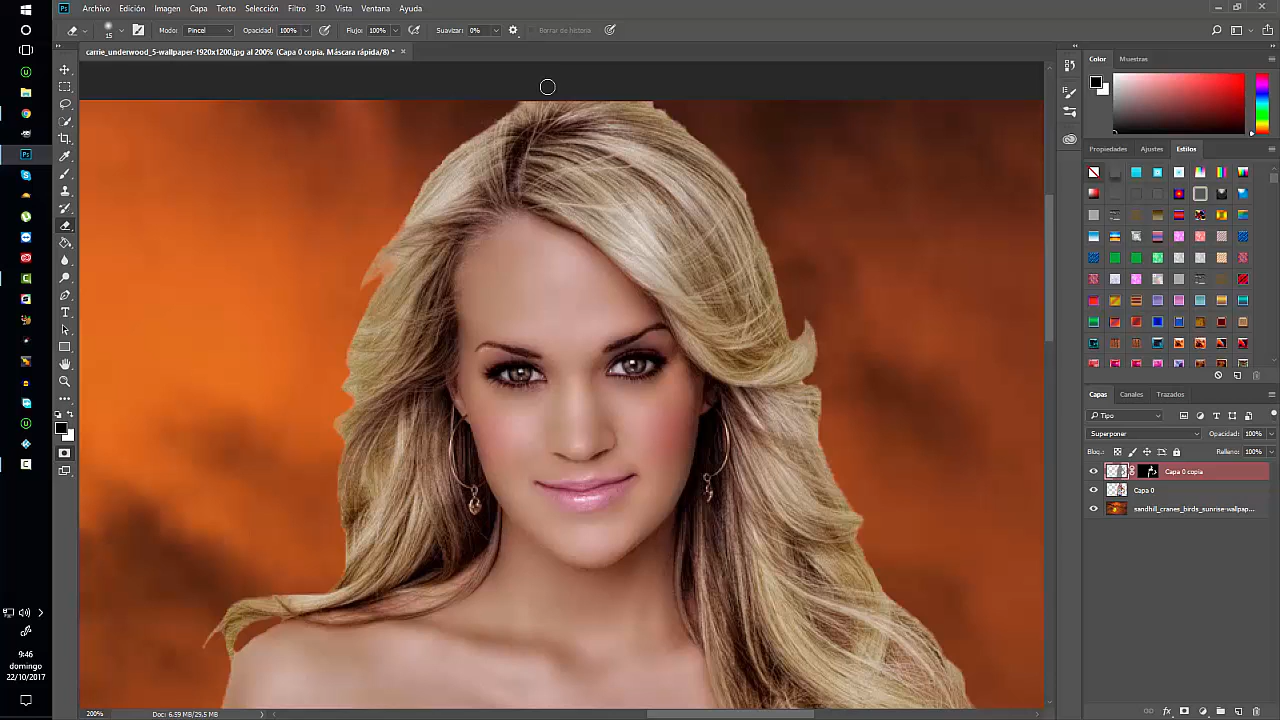 Archivo Edición Imagen Capa Texto Selección Filtro 3D Vista Ventana Ayuda
15 Modo: Pincel Opacidad: 100% Flujo: 100% Suavizar: 0% Borrar de historia
carrie_underwood_5-wallpaper-1920x1200.jpg al 200% (Capa 0 copia, Máscara rápida/8) *
Color Muestras
Propiedades Ajustes Estilos
Capas Canales Trazados
Tipo
Superponer Opacidad: 100%
Bloq.: Relleno: 100%
Capa 0 copia
Capa 0
sandhill_cranes_birds_sunrise-wallpap...
9:46
domingo
22/10/2017
200% Doc: 6.59 MB/29.5 MB